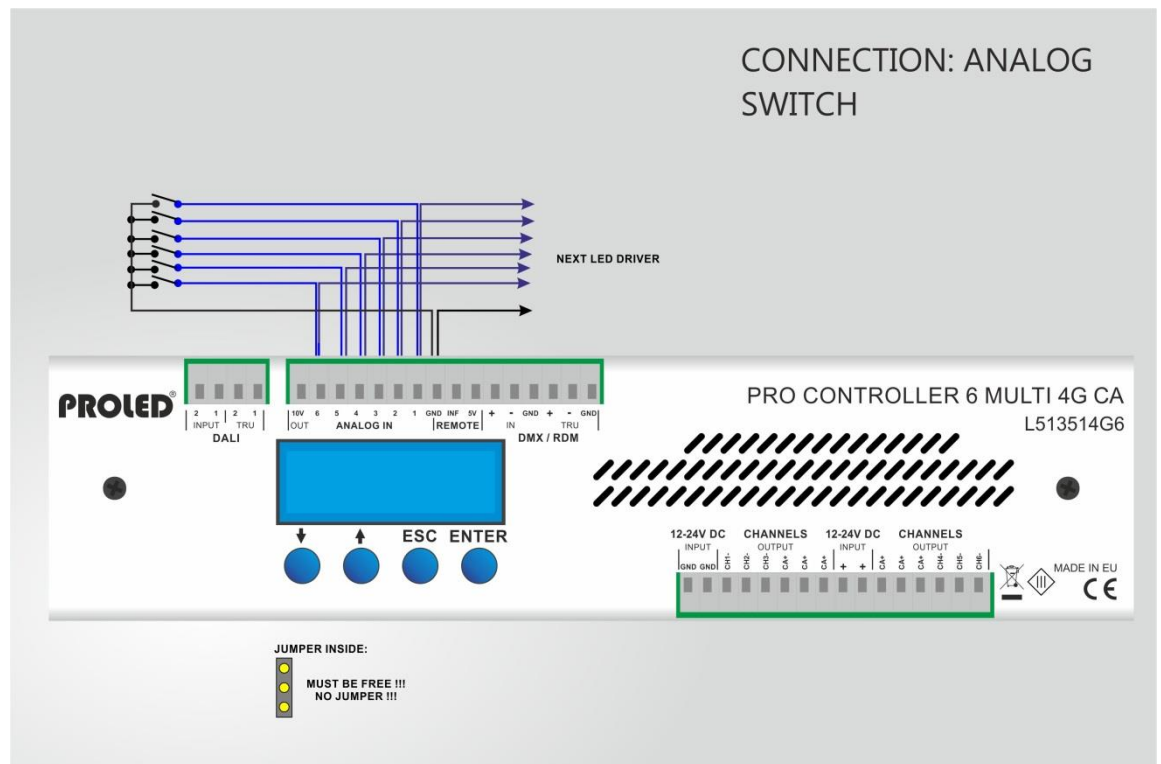 CONNECTION: ANALOG
SWITCH
NEXT LED DRIVER
PROLED®
2 1 2 1
INPUT TRU
DALI
10V 6 5 4 3 2 1 GND INF 5V + - GND + - GND
OUT ANALOG IN REMOTE IN TRU
DMX / RDM
PRO CONTROLLER 6 MULTI 4G CA
L513514G6
ESC ENTER
12-24V DC CHANNELS 12-24V DC CHANNELS
INPUT OUTPUT INPUT OUTPUT
GND GND CH1- CH2- CH3- CA+ CA+ CA+ + + CA+ CA+ CA+ CH4- CH5- CH6-
III
MADE IN EU
CE
JUMPER INSIDE:
MUST BE FREE !!!
NO JUMPER !!!